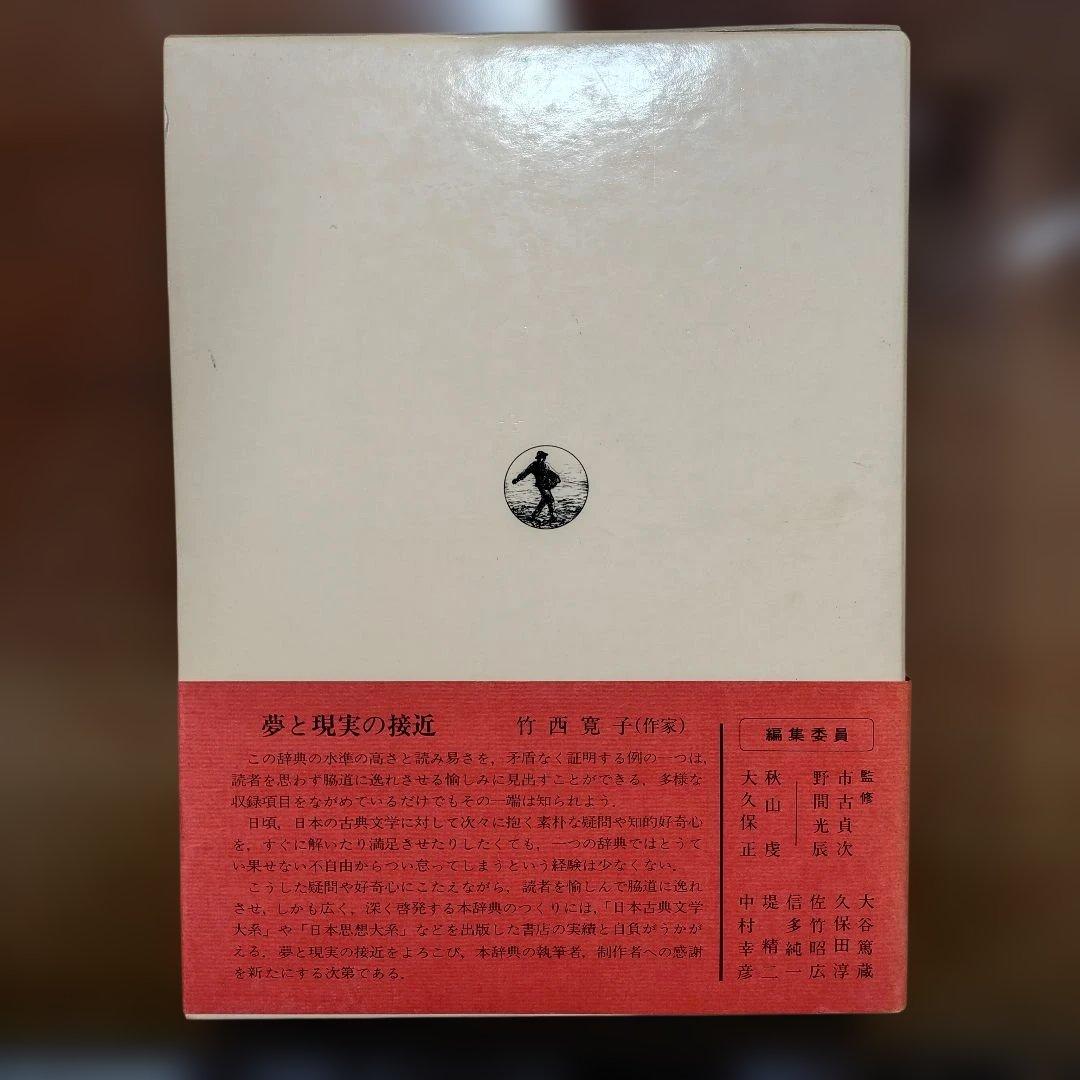 夢と現実の接近　竹西寛子(作家)
この辞典の水準の高さと読み易さを，矛盾なく証明する例の一つは，
読者を思わず脇道に逸れさせる愉しみに見出すことができる．多様な
収録項目をながめているだけでもその一端は知られよう．
日頃，日本の古典文学に対して次々に抱く素朴な疑問や知的好奇心
を，すぐに解いたり満足させたりしたくても，一つの辞典ではとうて
い果せない不自由からつい怠ってしまうという経験は少なくない．
こうした疑問や好奇心にこたえながら，読者を愉しんで脇道に逸れ
させ，しかも広く，深く啓発する本辞典のつくりには，「日本古典文学
大系」や「日本思想大系」などを出版した書店の実績と自負がうかが
える．夢と現実の接近をよろこび，本辞典の執筆者，制作者への感謝
を新たにする次第である．
編集委員
監修
市古貞次
野間光辰
秋山虔
大久保正
大谷篤蔵
久保田淳
佐竹昭広
信多純一
堤精二
中村幸彦